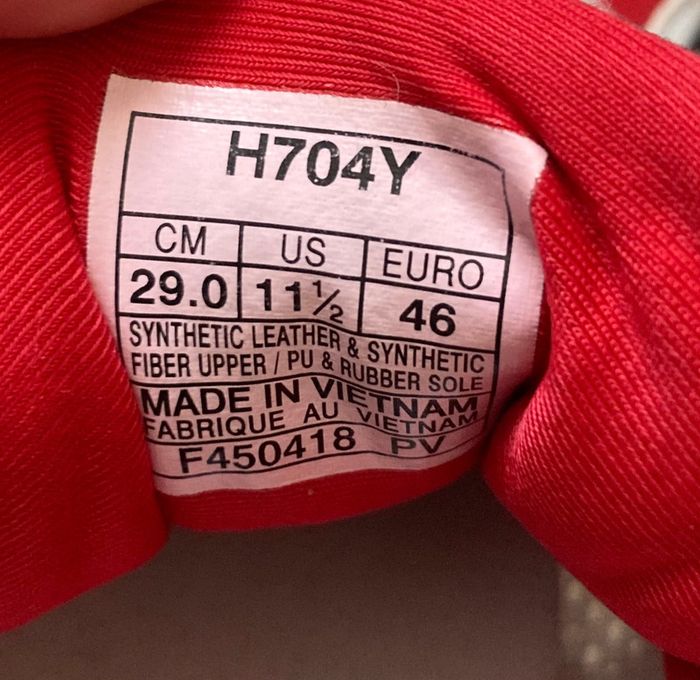 H704Y
CM US EURO
29.0 11½ 46
SYNTHETIC LEATHER & SYNTHETIC
FIBER UPPER / PU & RUBBER SOLE
MADE IN VIETNAM
FABRIQUE AU VIETNAM
F450418 PV